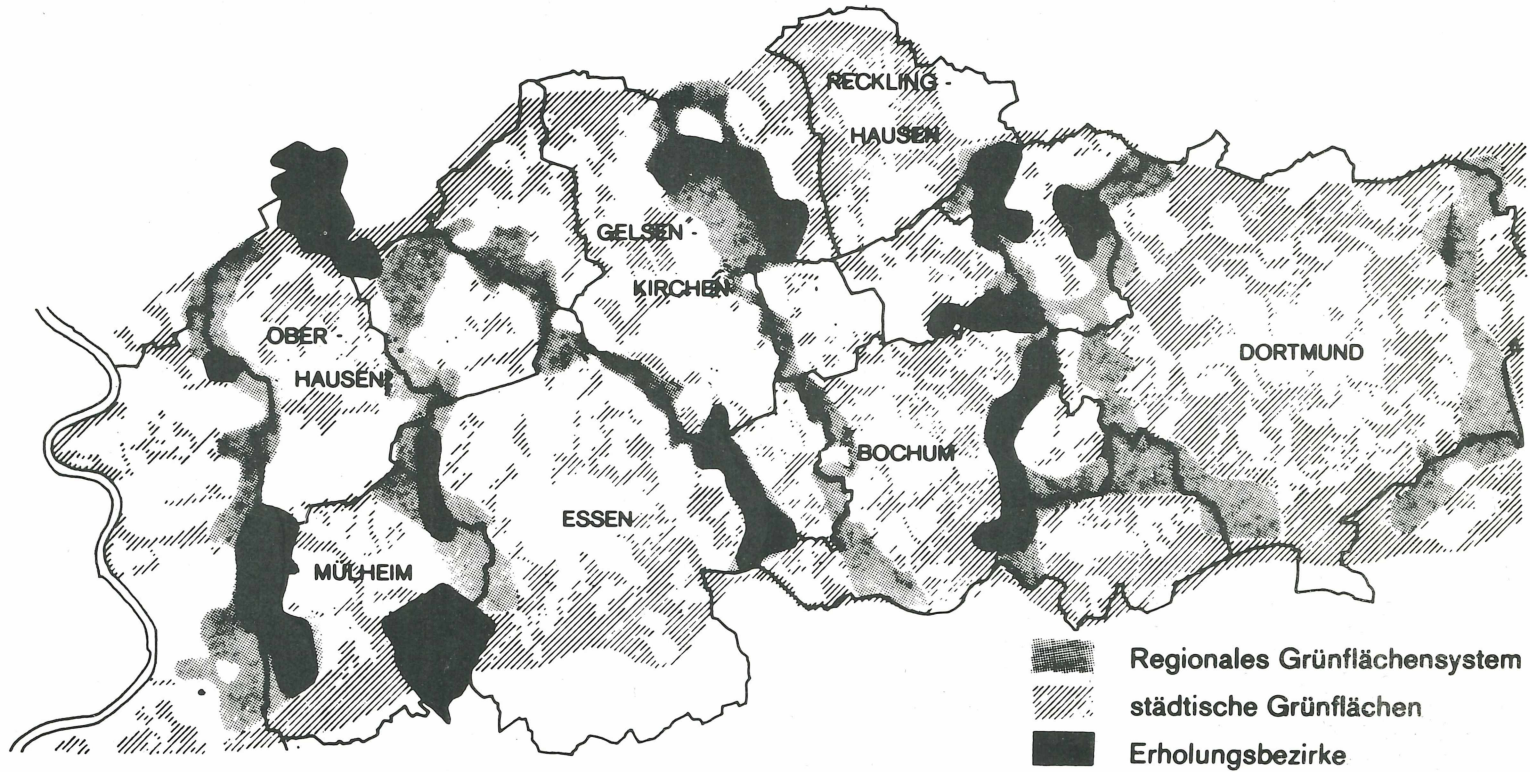 RECKLING -
HAUSEN
GELSEN -
KIRCHEN
OBER -
HAUSEN
DORTMUND
BOCHUM
ESSEN
MÜLHEIM
Regionales Grünflächensystem
städtische Grünflächen
Erholungsbezirke